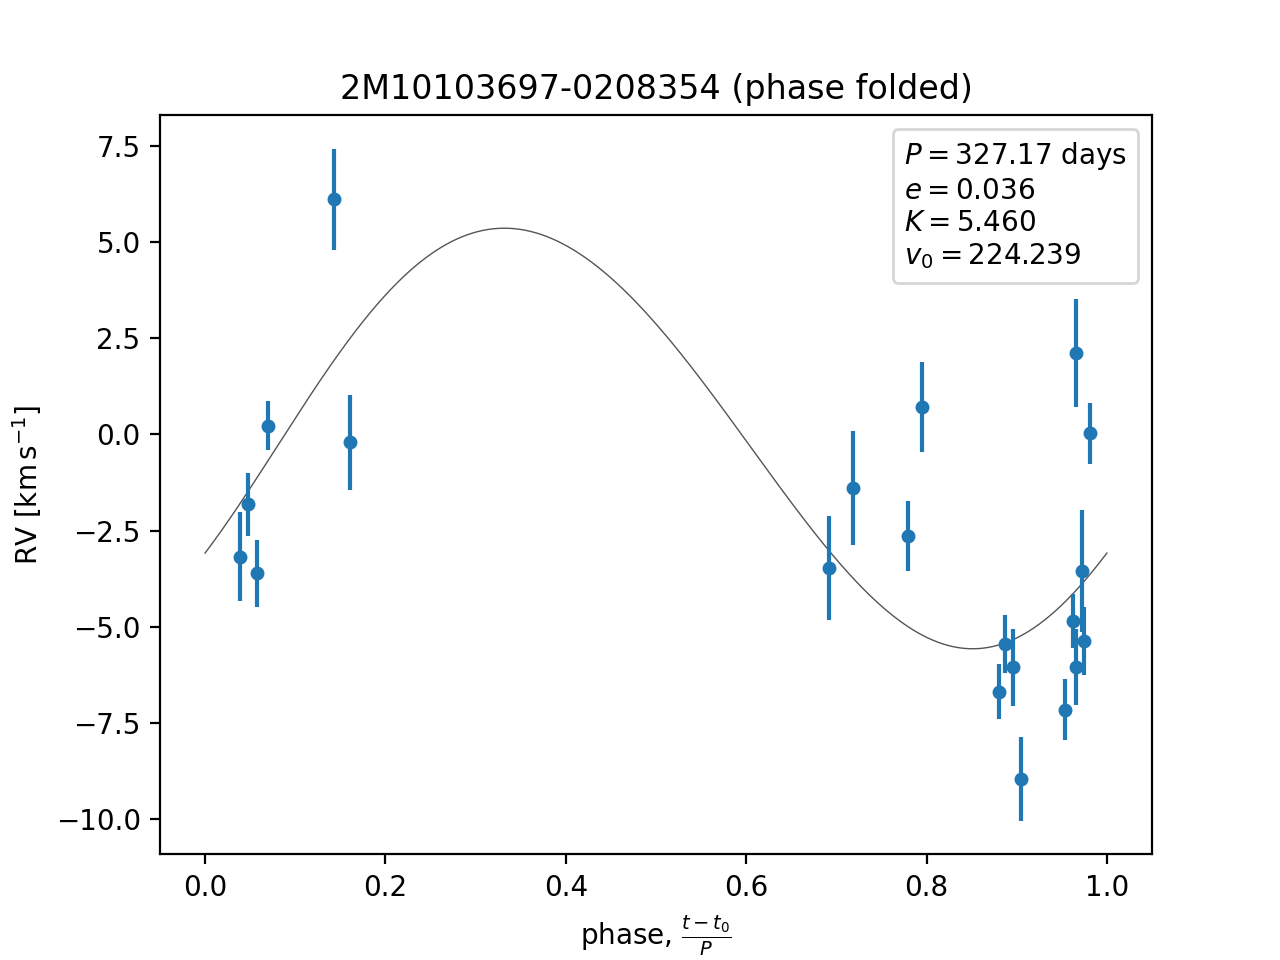 2M10103697-0208354 (phase folded)
P = 327.17 days
e = 0.036
K = 5.460
v₀ = 224.239
7.5
5.0
2.5
0.0
−2.5
−5.0
−7.5
−10.0
RV [km s⁻¹]
0.0 0.2 0.4 0.6 0.8 1.0
phase, (t − t₀)/P